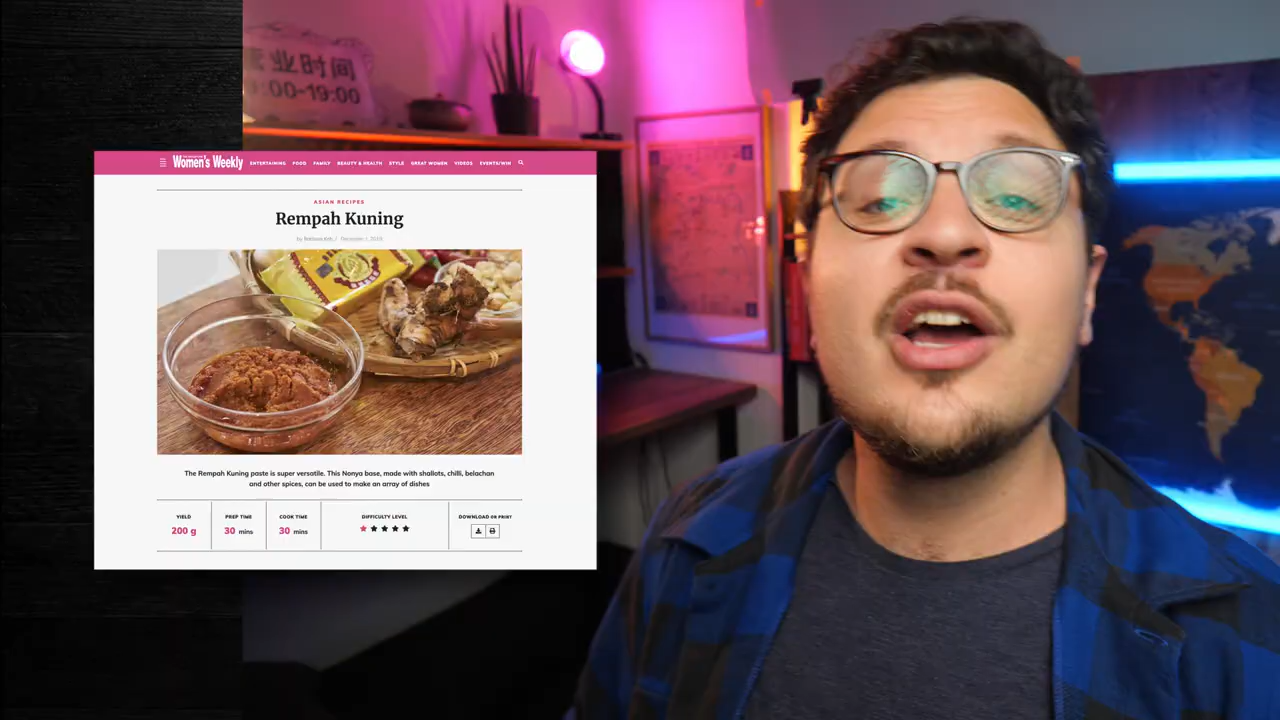 营业时间
9:00-19:00
Women's Weekly
ENTERTAINING FOOD FAMILY BEAUTY & HEALTH STYLE GREAT WOMEN VIDEOS EVENTS/WIN
ASIAN RECIPES
Rempah Kuning
by
The Rempah Kuning paste is super versatile. This Nonya base, made with shallots, chilli, belachan
and other spices, can be used to make an array of dishes
YIELD PREP TIME COOK TIME DIFFICULTY LEVEL DOWNLOAD OR PRINT
200 g 30 mins 30 mins